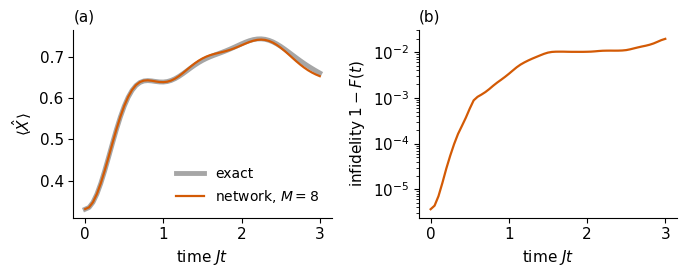 (a)
⟨X̂⟩
0.7
0.6
0.5
0.4
exact
network, M = 8
0 1 2 3
time Jt
(b)
infidelity 1 − F(t)
10⁻²
10⁻³
10⁻⁴
10⁻⁵
0 1 2 3
time Jt